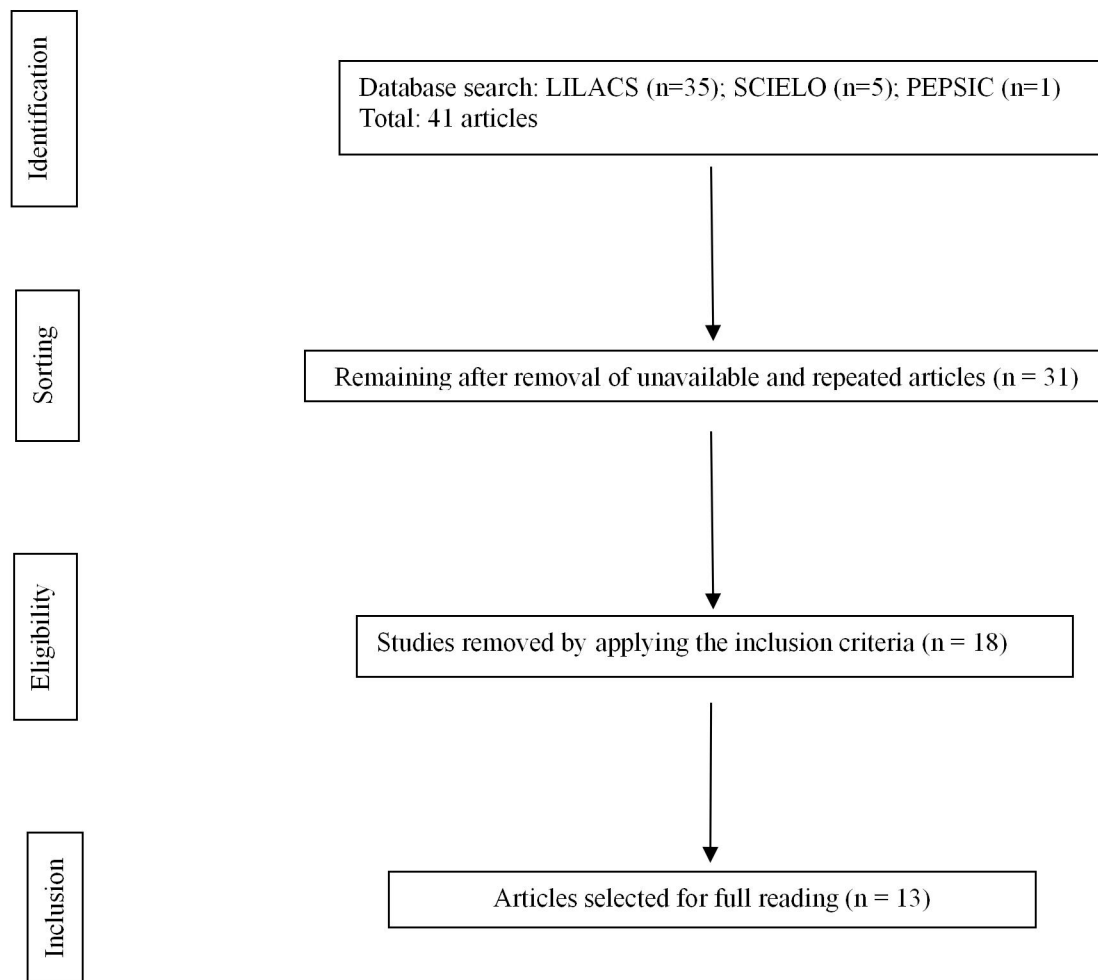 Identification
Database search: LILACS (n=35); SCIELO (n=5); PEPSIC (n=1)
Total: 41 articles
Sorting
Remaining after removal of unavailable and repeated articles (n = 31)
Eligibility
Studies removed by applying the inclusion criteria (n = 18)
Inclusion
Articles selected for full reading (n = 13)